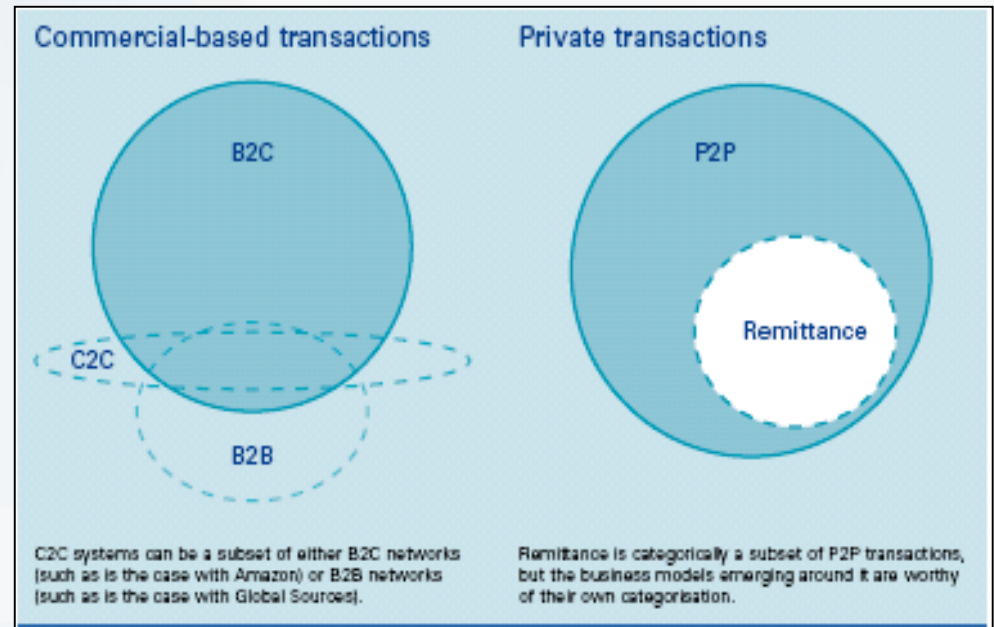 Commercial-based transactions
B2C
C2C
B2B
C2C systems can be a subset of either B2C networks
(such as is the case with Amazon) or B2B networks
(such as is the case with Global Sources).
Private transactions
P2P
Remittance
Remittance is categorically a subset of P2P transactions,
but the business models emerging around it are worthy
of their own categorisation.